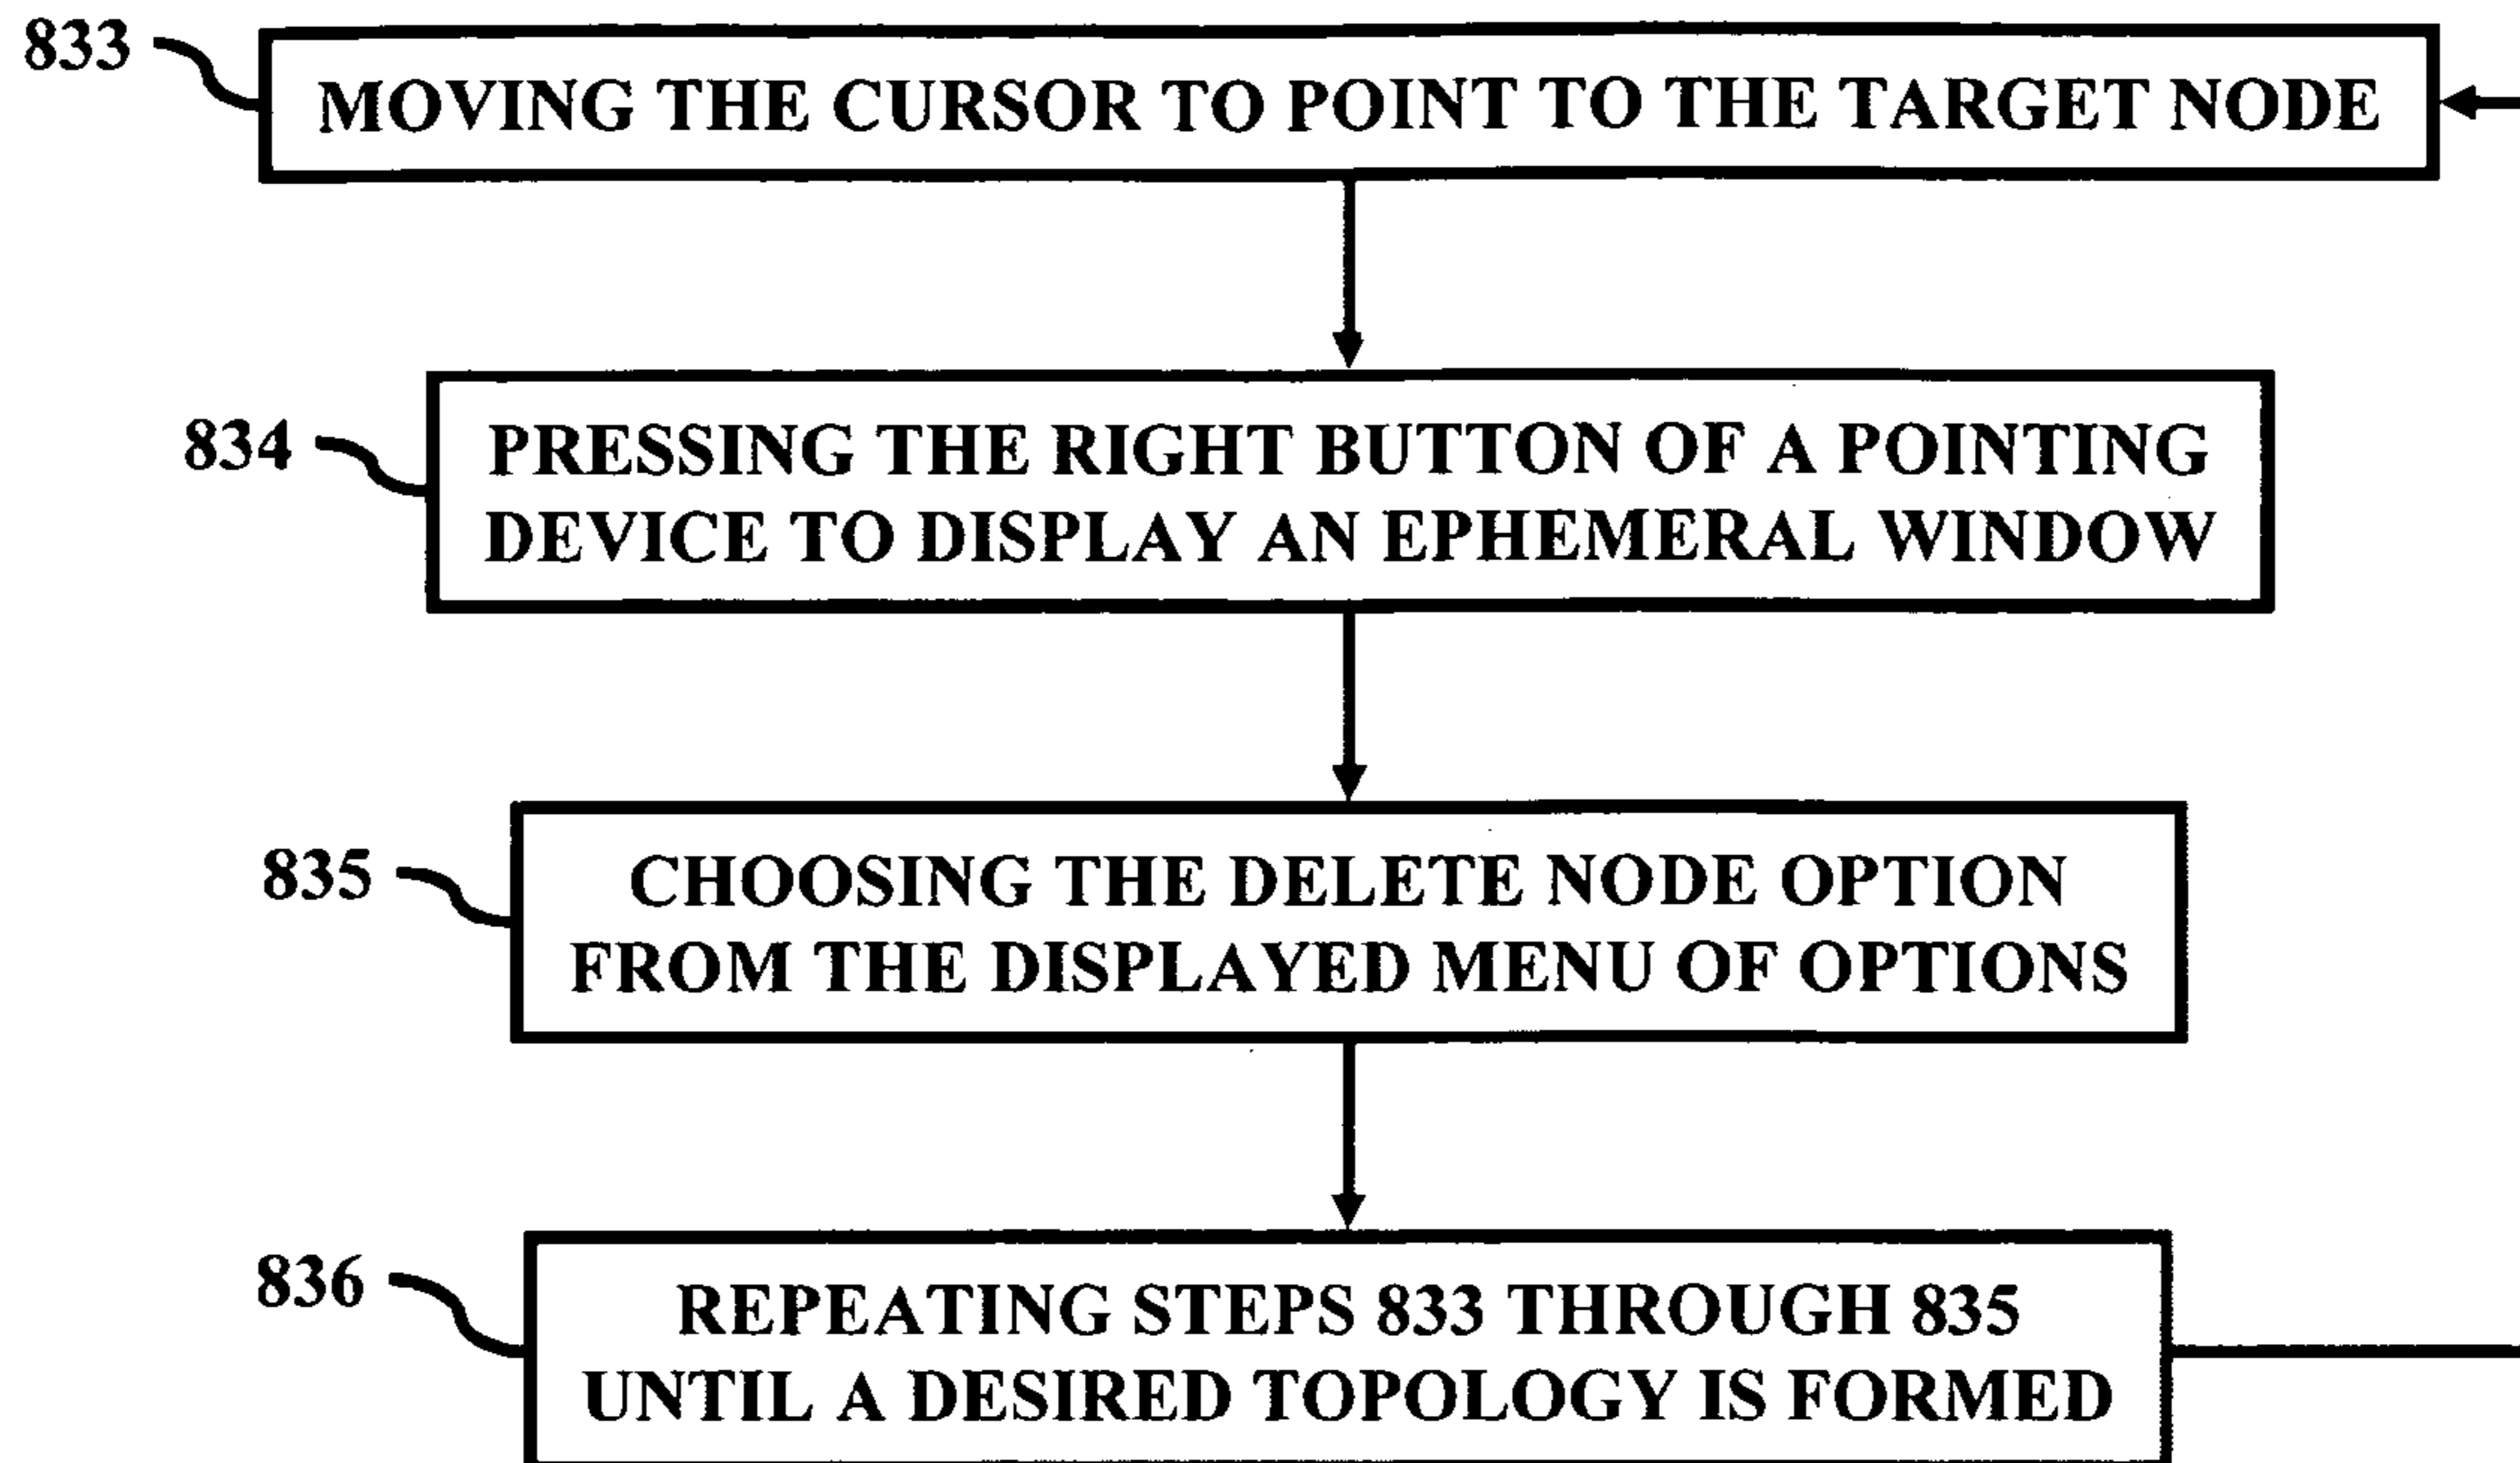 833
MOVING THE CURSOR TO POINT TO THE TARGET NODE
834
PRESSING THE RIGHT BUTTON OF A POINTING
DEVICE TO DISPLAY AN EPHEMERAL WINDOW
835
CHOOSING THE DELETE NODE OPTION
FROM THE DISPLAYED MENU OF OPTIONS
836
REPEATING STEPS 833 THROUGH 835
UNTIL A DESIRED TOPOLOGY IS FORMED